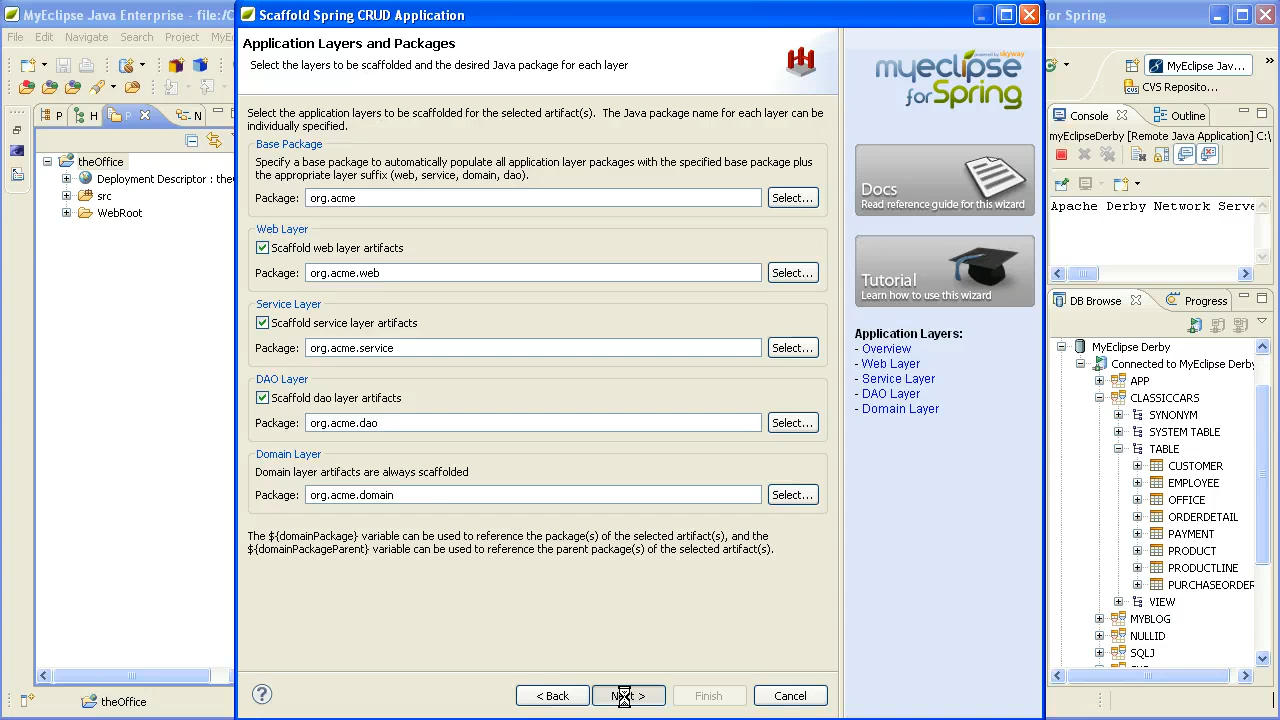 MyEclipse Java Enterprise - file:/C
Scaffold Spring CRUD Application
for Spring
File Edit Navigate Search Project MyE
Application Layers and Packages
Select the layers to be scaffolded and the desired Java package for each layer
powered by skyway
myeclipse
for Spring
MyEclipse Jav...
CVS Reposito...
P H P N
Console Outline
Select the application layers to be scaffolded for the selected artifact(s). The Java package name for each layer can be
individually specified.
myEclipseDerby [Remote Java Application] C:\
Base Package
Specify a base package to automatically populate all application layer packages with the specified base package plus
the appropriate layer suffix (web, service, domain, dao).
Package: org.acme Select...
theOffice
Deployment Descriptor : the
src
WebRoot
Docs
Read reference guide for this wizard
Apache Derby Network Serve
Web Layer
Scaffold web layer artifacts
Package: org.acme.web Select...
Tutorial
Learn how to use this wizard
Service Layer
Scaffold service layer artifacts
Package: org.acme.service Select...
DB Browse Progress
Application Layers:
- Overview
- Web Layer
- Service Layer
- DAO Layer
- Domain Layer
DAO Layer
Scaffold dao layer artifacts
Package: org.acme.dao Select...
Domain Layer
Domain layer artifacts are always scaffolded
Package: org.acme.domain Select...
The ${domainPackage} variable can be used to reference the package(s) of the selected artifact(s), and the
${domainPackageParent} variable can be used to reference the parent package(s) of the selected artifact(s).
MyEclipse Derby
Connected to MyEclipse Derby
APP
CLASSICCARS
SYNONYM
SYSTEM TABLE
TABLE
CUSTOMER
EMPLOYEE
OFFICE
ORDERDETAIL
PAYMENT
PRODUCT
PRODUCTLINE
PURCHASEORDER
VIEW
MYBLOG
NULLID
SQLJ
< Back Next > Finish Cancel
theOffice